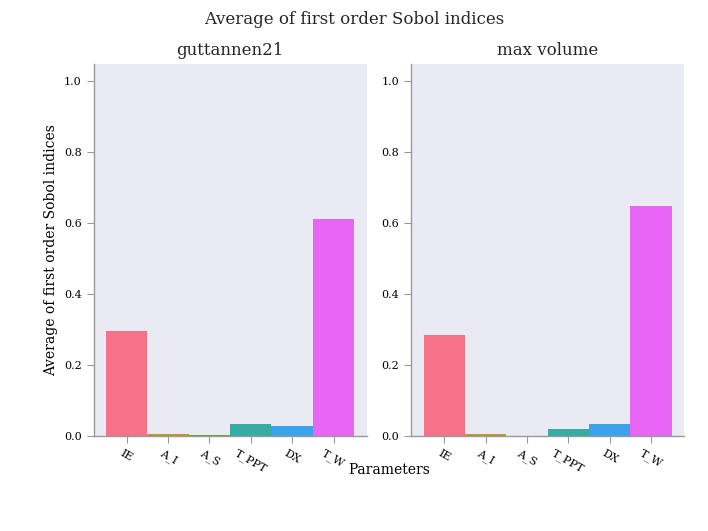 Average of first order Sobol indices
guttannen21
max volume
Average of first order Sobol indices
1.0
0.8
0.6
0.4
0.2
0.0
1.0
0.8
0.6
0.4
0.2
0.0
IE
A_I
A_S
T_PPT
DX
T_W
IE
A_I
A_S
T_PPT
DX
T_W
Parameters